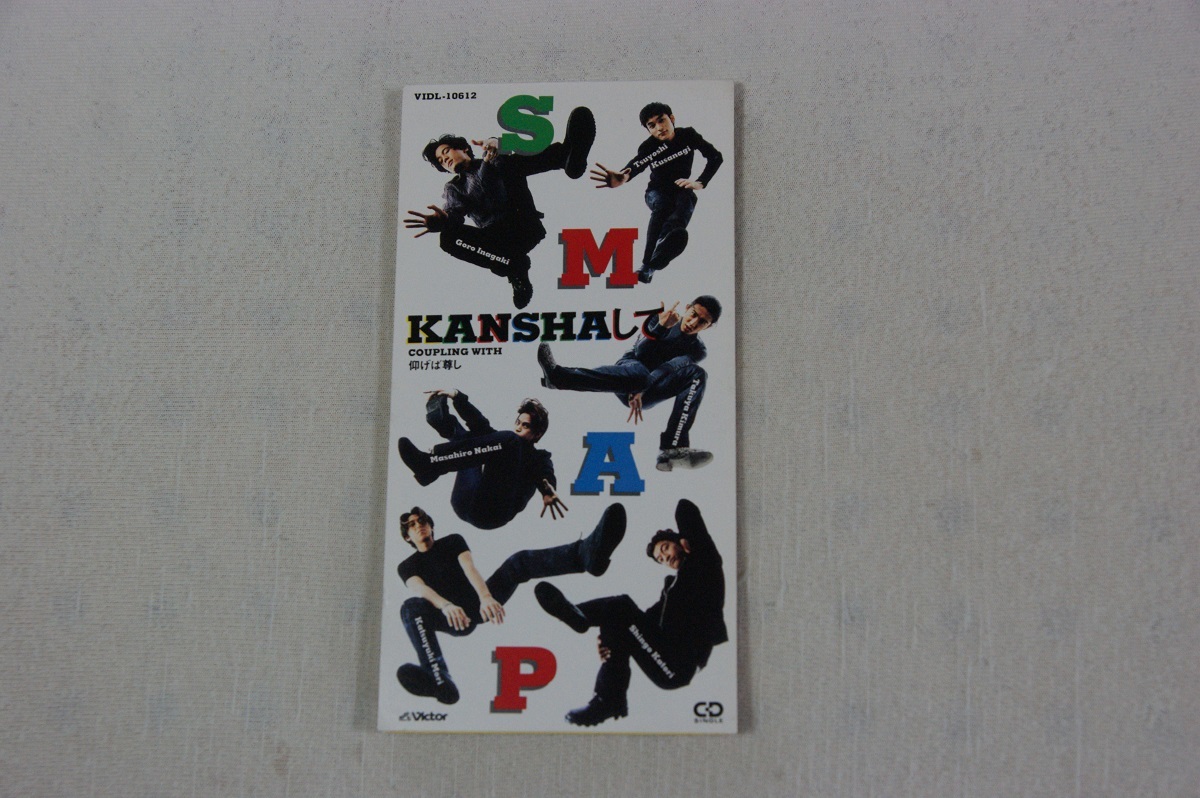 VIDL-10612
S
Tsuyoshi
Kusanagi
Goro Inagaki
M
KANSHAして
COUPLING WITH
仰げば尊し
Takuya Kimura
Masahiro Nakai
A
Katsuyuki Mori
Shingo Katori
P
Victor
CD
SINGLE